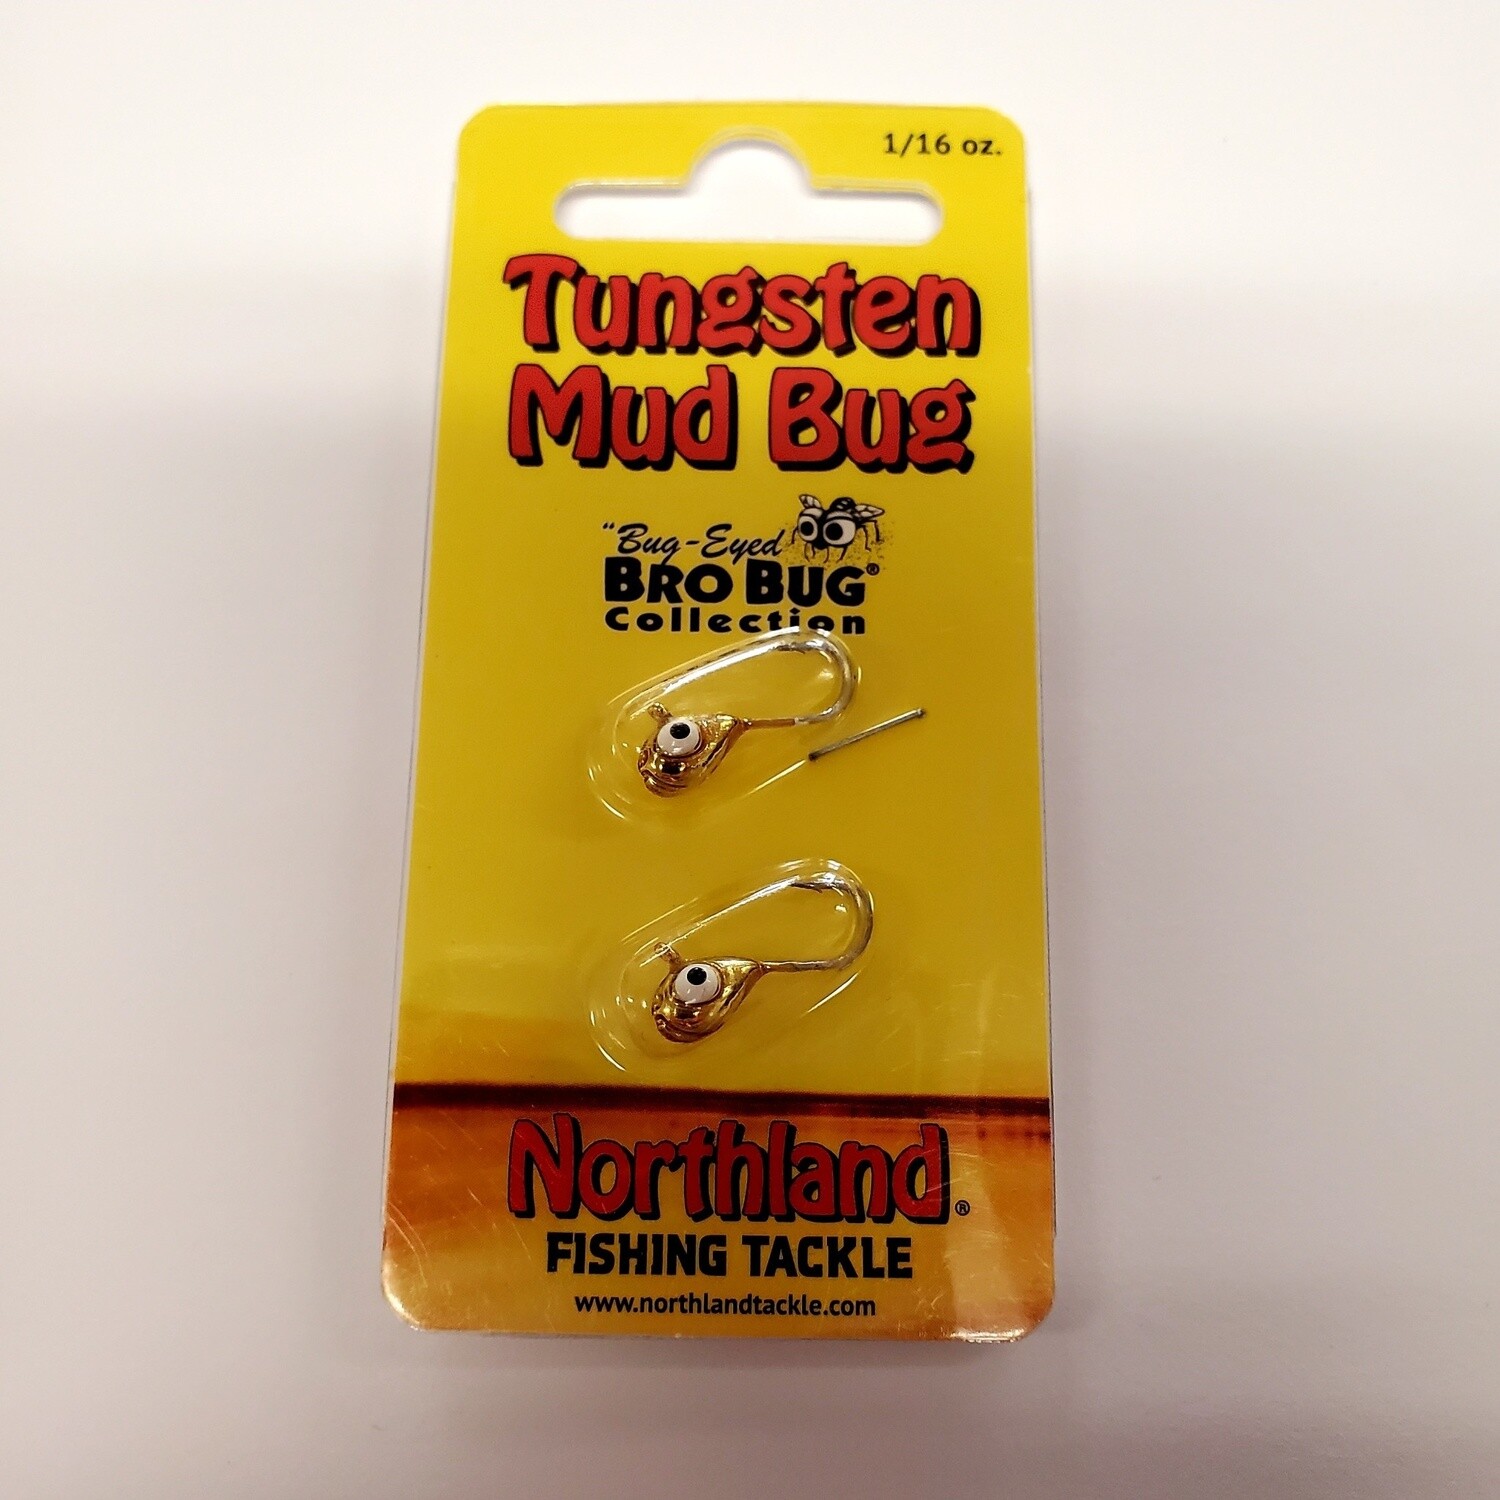 1/16 oz.
Tungsten
Mud Bug
"Bug-Eyed
BRO BUG®
Collection
Northland®
FISHING TACKLE
www.northlandtackle.com